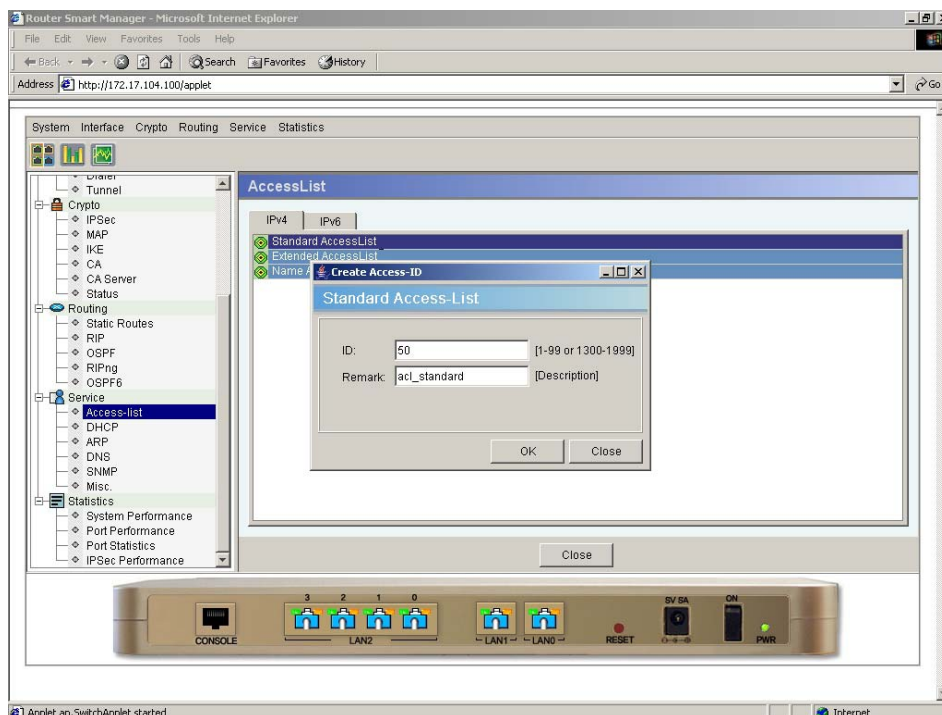 Router Smart Manager - Microsoft Internet Explorer
File Edit View Favorites Tools Help
Back Search Favorites History
Address http://172.17.104.100/applet Go
System Interface Crypto Routing Service Statistics
Dialer
Tunnel
Crypto
IPSec
MAP
IKE
CA
CA Server
Status
Routing
Static Routes
RIP
OSPF
RIPng
OSPF6
Service
Access-list
DHCP
ARP
DNS
SNMP
Misc.
Statistics
System Performance
Port Performance
Port Statistics
IPSec Performance
AccessList
IPv4 IPv6
Standard AccessList
Extended AccessList
Name A
Create Access-ID
Standard Access-List
ID: 50 [1-99 or 1300-1999]
Remark: acl_standard [Description]
OK Close
Close
3 2 1 0
CONSOLE LAN2 LAN1 LAN0 RESET 5V 5A ON PWR
Applet an.SwitchApplet started Internet